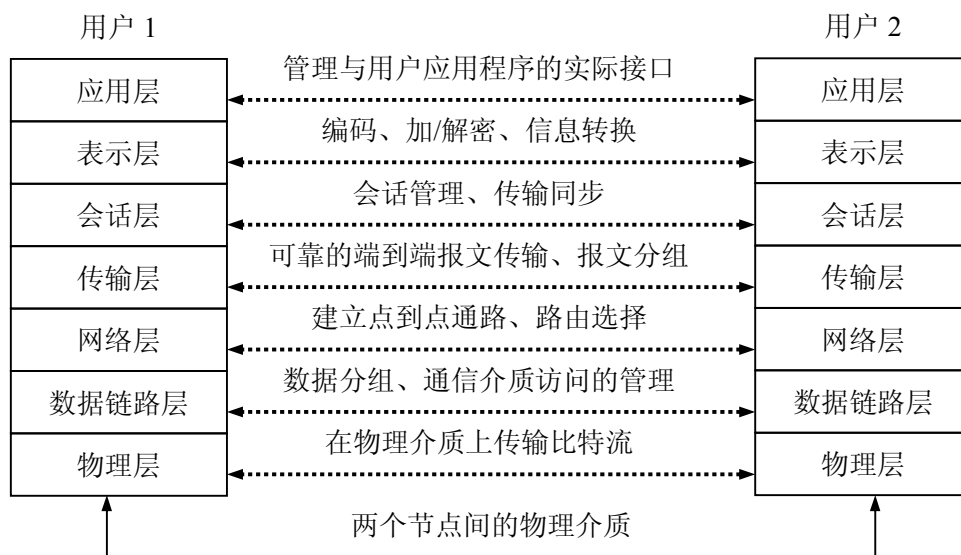 用户 1
用户 2
管理与用户应用程序的实际接口
应用层
应用层
编码、加/解密、信息转换
表示层
表示层
会话管理、传输同步
会话层
会话层
可靠的端到端报文传输、报文分组
传输层
传输层
建立点到点通路、路由选择
网络层
网络层
数据分组、通信介质访问的管理
数据链路层
数据链路层
在物理介质上传输比特流
物理层
物理层
两个节点间的物理介质